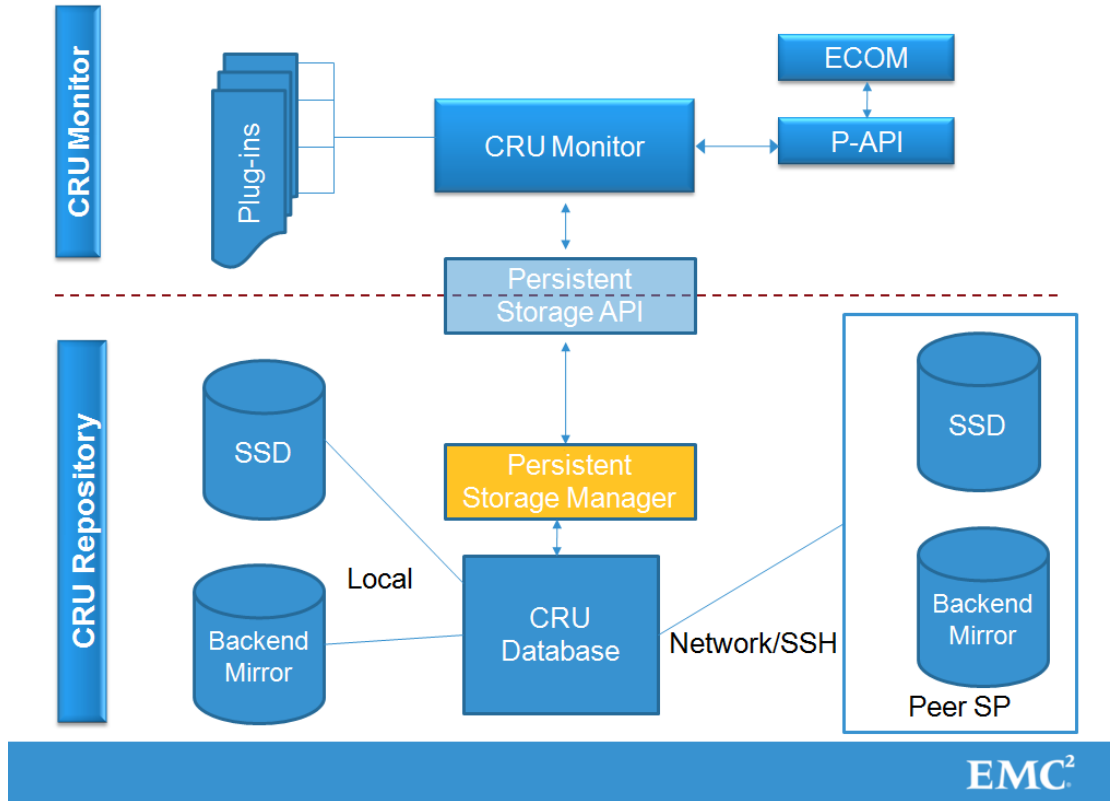 CRU Monitor
Plug-ins
CRU Monitor
ECOM
P-API
Persistent
Storage API
CRU Repository
SSD
Backend
Mirror
Local
Persistent
Storage Manager
CRU
Database
Network/SSH
SSD
Backend
Mirror
Peer SP
EMC²